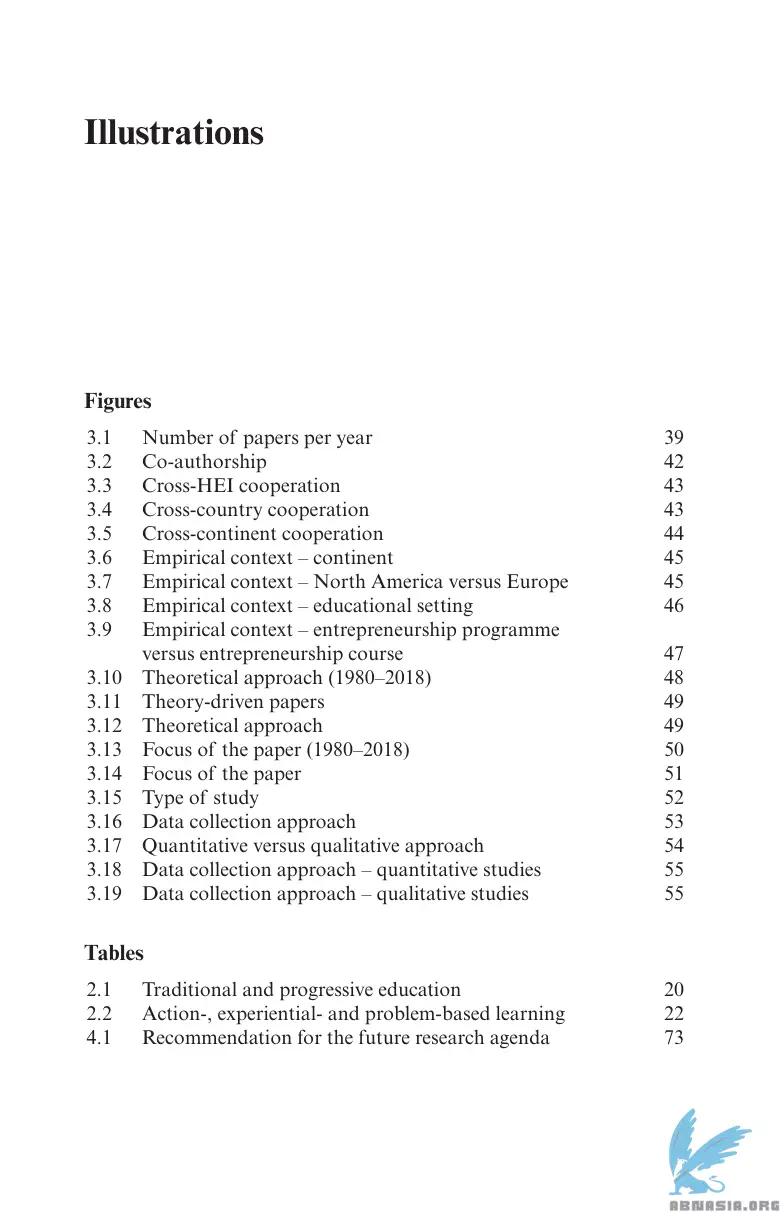 Illustrations
Figures
3.1 Number of papers per year 39
3.2 Co-authorship 42
3.3 Cross-HEI cooperation 43
3.4 Cross-country cooperation 43
3.5 Cross-continent cooperation 44
3.6 Empirical context – continent 45
3.7 Empirical context – North America versus Europe 45
3.8 Empirical context – educational setting 46
3.9 Empirical context – entrepreneurship programme
versus entrepreneurship course 47
3.10 Theoretical approach (1980–2018) 48
3.11 Theory-driven papers 49
3.12 Theoretical approach 49
3.13 Focus of the paper (1980–2018) 50
3.14 Focus of the paper 51
3.15 Type of study 52
3.16 Data collection approach 53
3.17 Quantitative versus qualitative approach 54
3.18 Data collection approach – quantitative studies 55
3.19 Data collection approach – qualitative studies 55
Tables
2.1 Traditional and progressive education 20
2.2 Action-, experiential- and problem-based learning 22
4.1 Recommendation for the future research agenda 73
ABNASIA.ORG